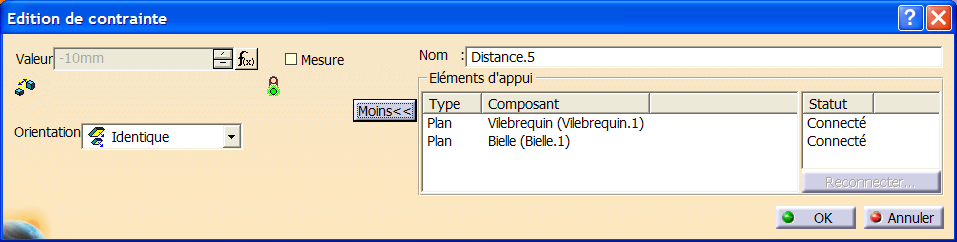 Edition de contrainte
Valeur -10mm f(x) Mesure
Nom : Distance.5
Eléments d'appui
Moins<<
Type Composant Statut
Plan Vilebrequin (Vilebrequin.1) Connecté
Plan Bielle (Bielle.1) Connecté
Orientation Identique
Reconnecter...
OK Annuler